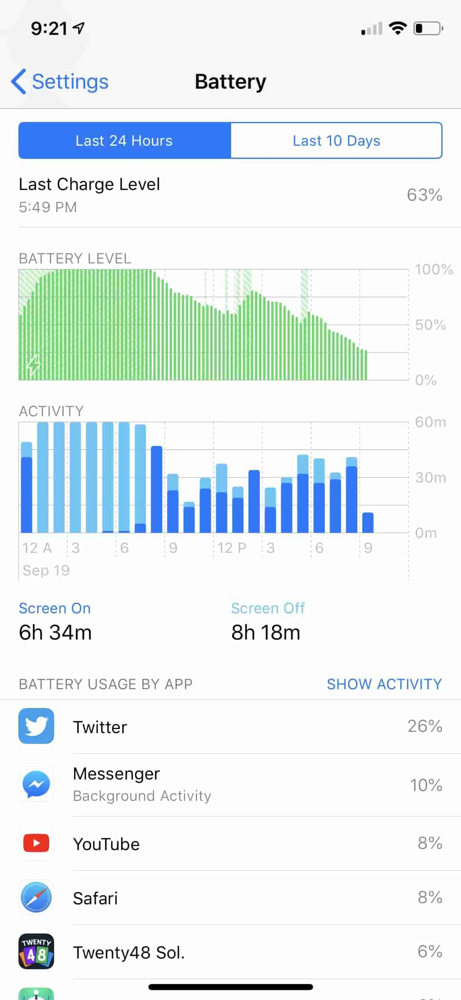 9:21
Settings
Battery
Last 24 Hours
Last 10 Days
Last Charge Level
63%
5:49 PM
BATTERY LEVEL
100%
50%
0%
ACTIVITY
60m
30m
0m
12 A 3 6 9 12 P 3 6 9
Sep 19
Screen On
Screen Off
6h 34m
8h 18m
BATTERY USAGE BY APP
SHOW ACTIVITY
Twitter
26%
Messenger
Background Activity
10%
YouTube
8%
Safari
8%
TWENTY
48
Twenty48 Sol.
6%